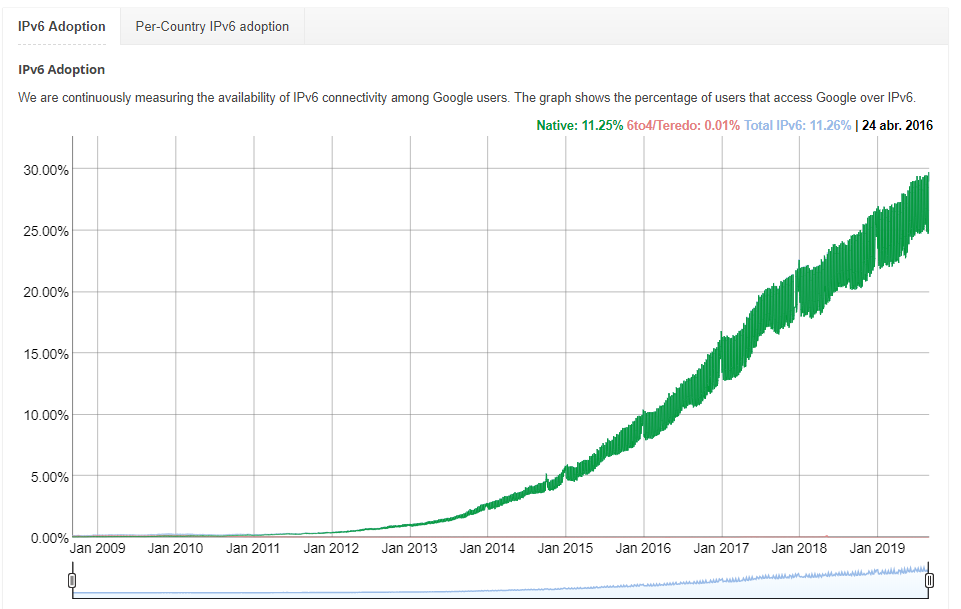 IPv6 Adoption Per-Country IPv6 adoption
IPv6 Adoption
We are continuously measuring the availability of IPv6 connectivity among Google users. The graph shows the percentage of users that access Google over IPv6.
Native: 11.25% 6to4/Teredo: 0.01% Total IPv6: 11.26% | 24 abr. 2016
30.00%
25.00%
20.00%
15.00%
10.00%
5.00%
0.00%
Jan 2009 Jan 2010 Jan 2011 Jan 2012 Jan 2013 Jan 2014 Jan 2015 Jan 2016 Jan 2017 Jan 2018 Jan 2019